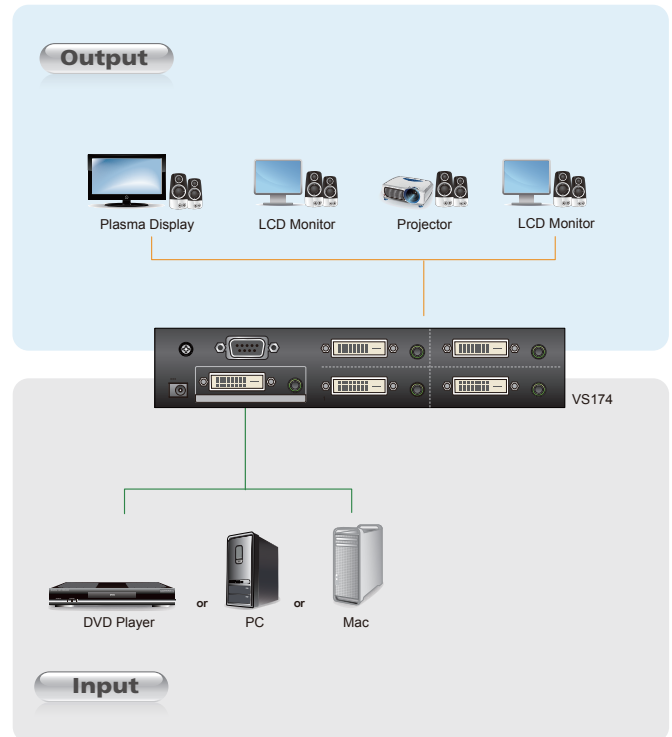 Output
Plasma Display
LCD Monitor
Projector
LCD Monitor
VS174
or
or
DVD Player
PC
Mac
Input